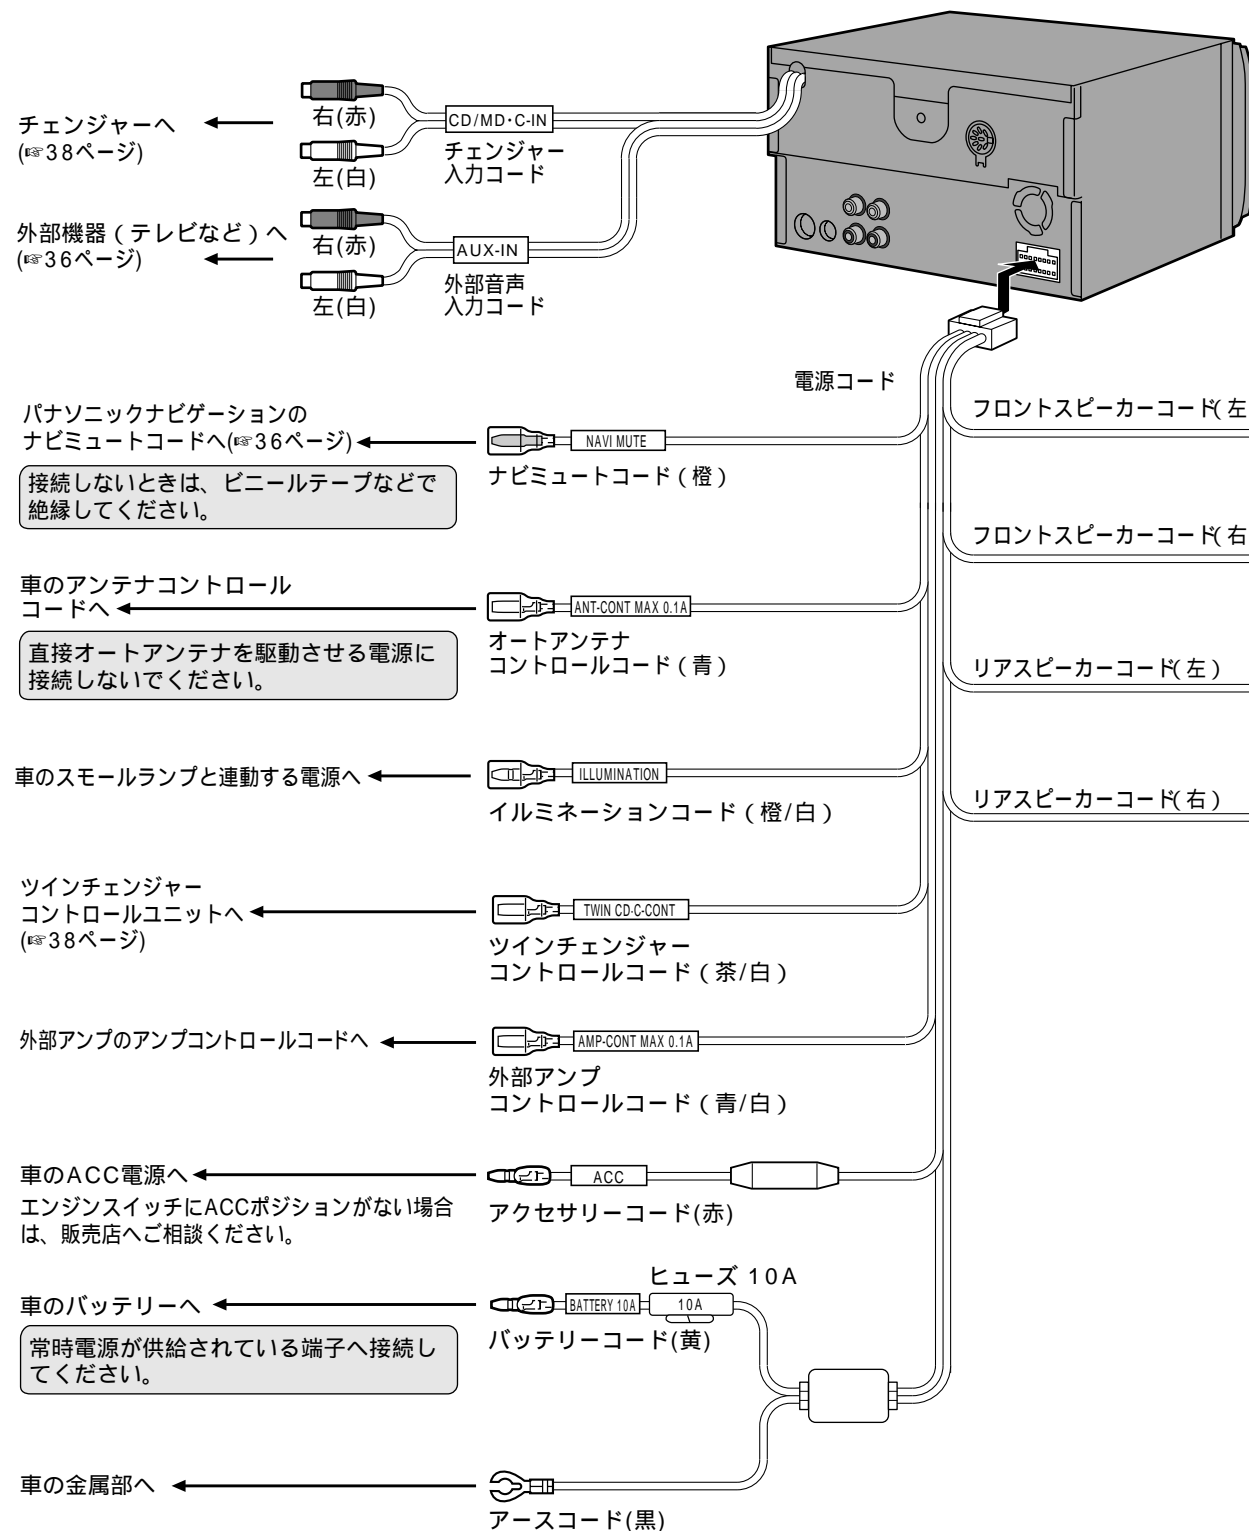 チェンジャーへ
(☞38ページ)
右(赤)
左(白)
CD/MD・C-IN
チェンジャー
入力コード
外部機器(テレビなど)へ
(☞36ページ)
右(赤)
左(白)
AUX-IN
外部音声
入力コード
電源コード
フロントスピーカーコード(左
パナソニックナビゲーションの
ナビミュートコードへ(☞36ページ)
NAVI MUTE
ナビミュートコード(橙)
接続しないときは、ビニールテープなどで
絶縁してください。
フロントスピーカーコード(右
車のアンテナコントロール
コードへ
ANT-CONT MAX 0.1A
オートアンテナ
コントロールコード(青)
直接オートアンテナを駆動させる電源に
接続しないでください。
リアスピーカーコード(左)
車のスモールランプと連動する電源へ
ILLUMINATION
イルミネーションコード(橙/白)
リアスピーカーコード(右)
ツインチェンジャー
コントロールユニットへ
(☞38ページ)
TWIN CD·C-CONT
ツインチェンジャー
コントロールコード(茶/白)
外部アンプのアンプコントロールコードへ
AMP-CONT MAX 0.1A
外部アンプ
コントロールコード(青/白)
車のACC電源へ
エンジンスイッチにACCポジションがない場合
は、販売店へご相談ください。
ACC
アクセサリーコード(赤)
ヒューズ 10A
車のバッテリーへ
BATTERY 10A
10A
バッテリーコード(黄)
常時電源が供給されている端子へ接続し
てください。
車の金属部へ
アースコード(黒)